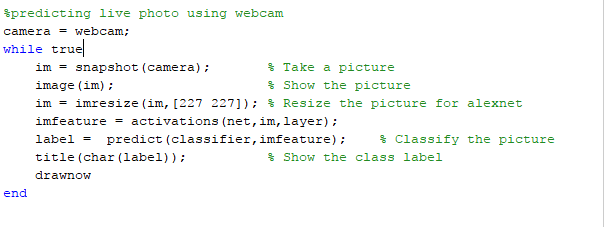 %predicting live photo using webcam
camera = webcam;
while true
    im = snapshot(camera);       % Take a picture
    image(im);                   % Show the picture
    im = imresize(im,[227 227]); % Resize the picture for alexnet
    imfeature = activations(net,im,layer);
    label =  predict(classifier,imfeature);    % Classify the picture
    title(char(label));          % Show the class label
    drawnow
end